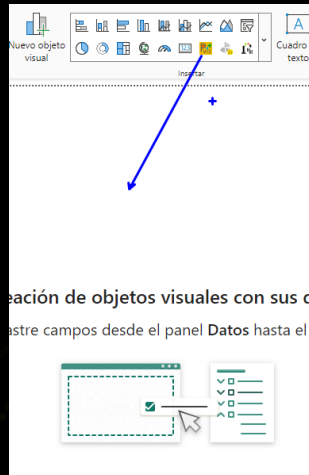 Nuevo objeto
visual
Cuadro
texto
Insertar
eación de objetos visuales con sus
astre campos desde el panel Datos hasta el